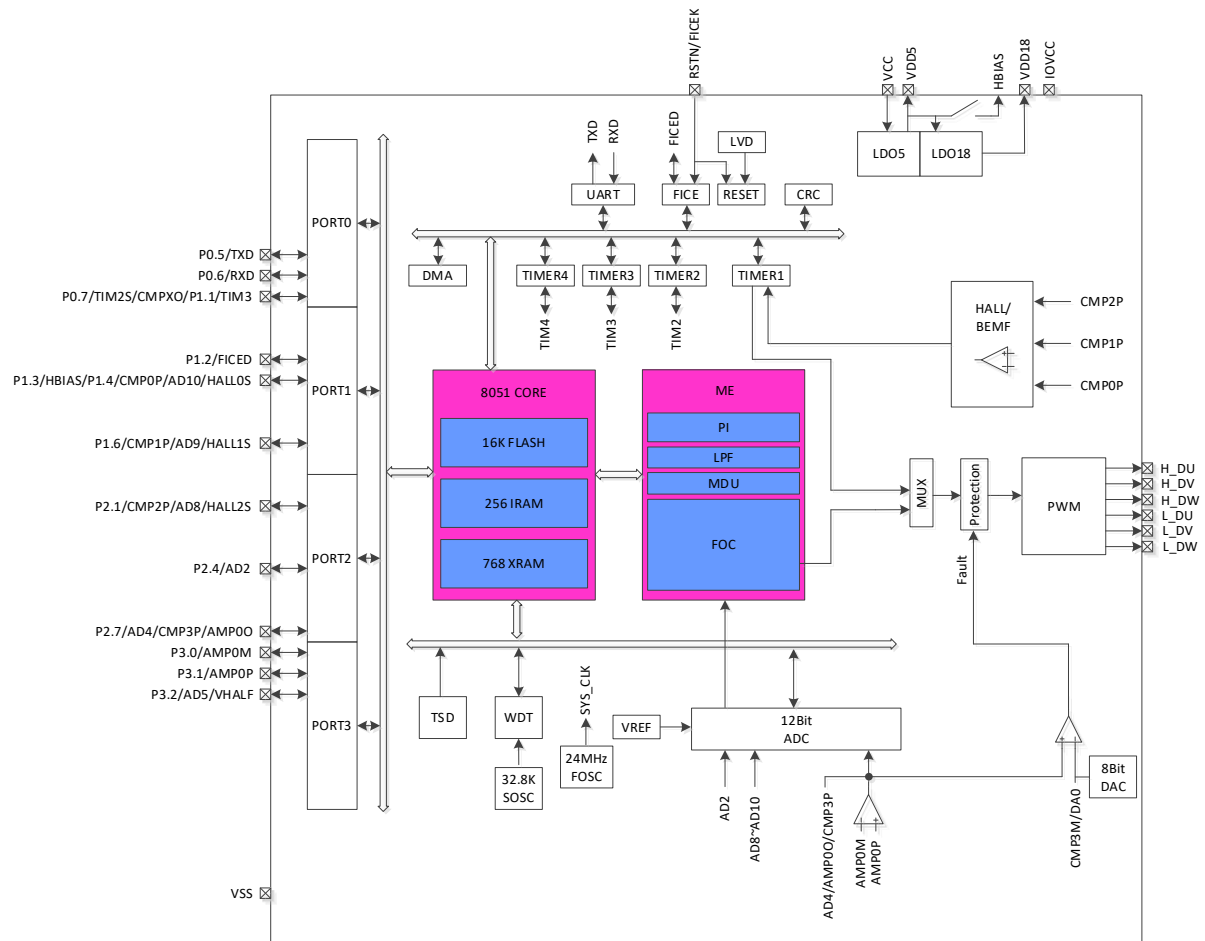 RSTN/FICEK
VCC
VDD5
HBIAS
VDD18
IOVCC
LDO5
LDO18
TXD
RXD
FICED
LVD
UART
FICE
RESET
CRC
PORT0
P0.5/TXD
P0.6/RXD
P0.7/TIM2S/CMPXO/P1.1/TIM3
DMA
TIMER4
TIMER3
TIMER2
TIMER1
TIM4
TIM3
TIM2
HALL/
BEMF
CMP2P
CMP1P
CMP0P
P1.2/FICED
P1.3/HBIAS/P1.4/CMP0P/AD10/HALL0S
PORT1
P1.6/CMP1P/AD9/HALL1S
8051 CORE
16K FLASH
256 IRAM
768 XRAM
ME
PI
LPF
MDU
FOC
MUX
Protection
Fault
PWM
H_DU
H_DV
H_DW
L_DU
L_DV
L_DW
P2.1/CMP2P/AD8/HALL2S
PORT2
P2.4/AD2
P2.7/AD4/CMP3P/AMP0O
P3.0/AMP0M
P3.1/AMP0P
P3.2/AD5/VHALF
PORT3
TSD
WDT
32.8K
SOSC
SYS_CLK
24MHz
FOSC
VREF
12Bit
ADC
AD2
AD8~AD10
AD4/AMP0O/CMP3P
AMP0M
AMP0P
CMP3M/DA0
8Bit
DAC
VSS